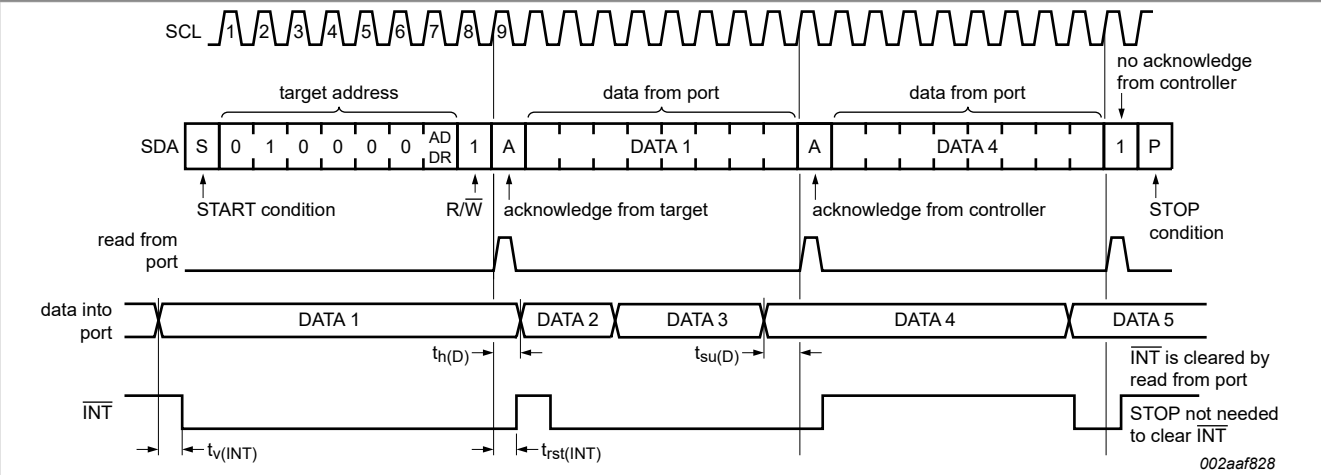 SCL
1 2 3 4 5 6 7 8 9
no acknowledge
from controller
target address
data from port
data from port
SDA
S 0 1 0 0 0 0 AD
DR 1 A DATA 1 A DATA 4 1 P
START condition
R/W̅
acknowledge from target
acknowledge from controller
STOP
condition
read from
port
data into
port
DATA 1 DATA 2 DATA 3 DATA 4 DATA 5
th(D)
tsu(D)
I̅N̅T̅ is cleared by
read from port
I̅N̅T̅
STOP not needed
to clear I̅N̅T̅
tv(INT)
trst(INT)
002aaf828